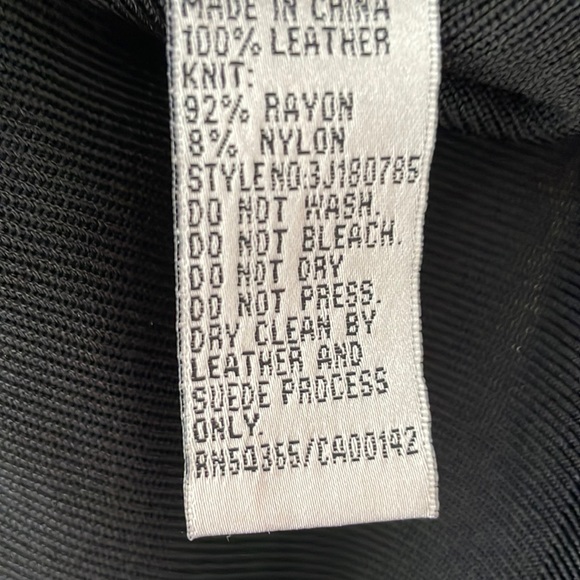 MADE IN CHINA
100% LEATHER
KNIT:
92% RAYON
8% NYLON
STYLENO:3J180785
DO NOT WASH.
DO NOT BLEACH.
DO NOT DRY
DO NOT PRESS.
DRY CLEAN BY
LEATHER AND
SUEDE PROCESS
ONLY.
RN54365/CA00142